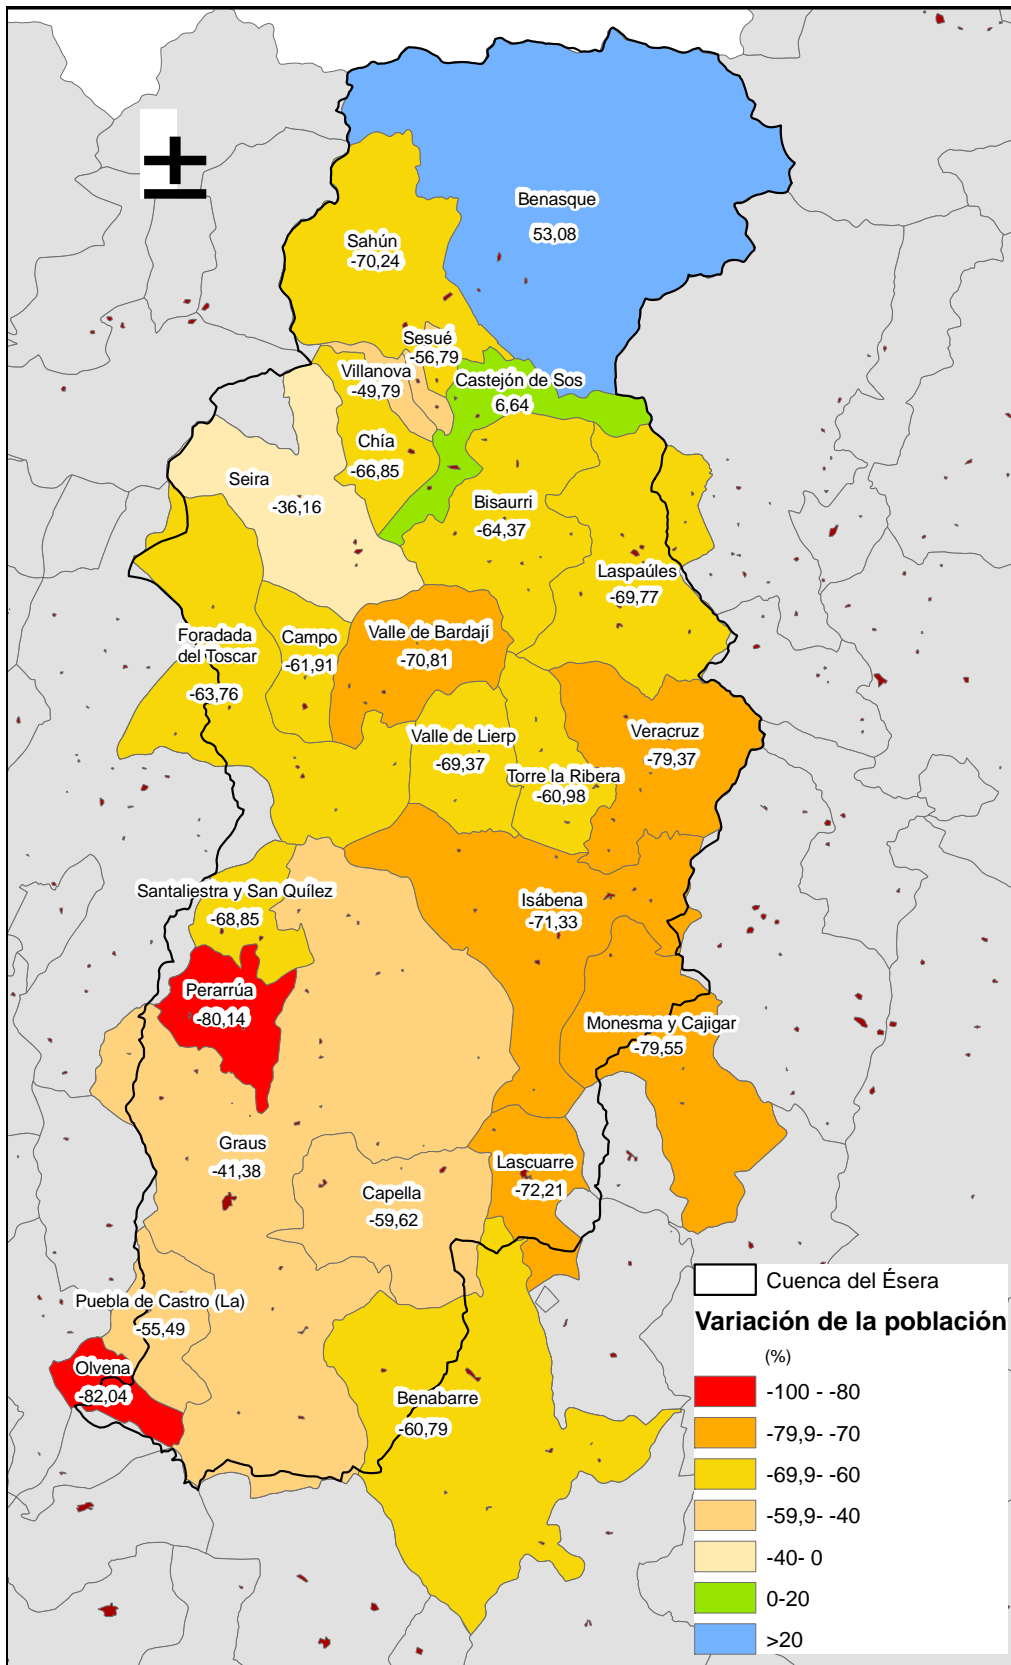 Benasque
53,08
Sahún
-70,24
Sesué
-56,79
Villanova
-49,79
Castejón de Sos
6,64
Chía
-66,85
Seira
-36,16
Bisaurri
-64,37
Laspaúles
-69,77
Foradada
del Toscar
-63,76
Campo
-61,91
Valle de Bardají
-70,81
Valle de Lierp
-69,37
Torre la Ribera
-60,98
Veracruz
-79,37
Santaliestra y San Quílez
-68,85
Isábena
-71,33
Perarrúa
-80,14
Monesma y Cajigar
-79,55
Graus
-41,38
Capella
-59,62
Lascuarre
-72,21
Puebla de Castro (La)
-55,49
Olvena
-82,04
Benabarre
-60,79
Cuenca del Ésera
Variación de la población
(%)
-100 - -80
-79,9- -70
-69,9- -60
-59,9- -40
-40- 0
0-20
>20